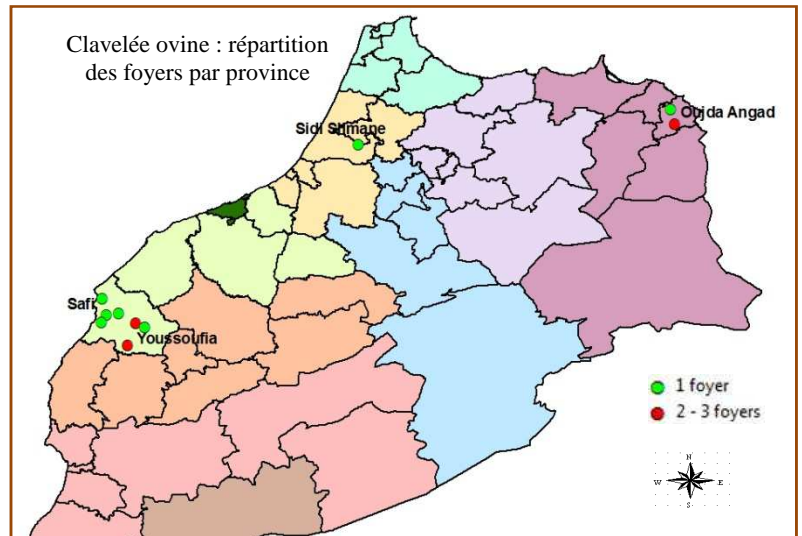 Clavelée ovine : répartition
des foyers par province
Oujda Angad
Sidi Slimane
Safi
Youssoufia
1 foyer
2 - 3 foyers
N
W E
S